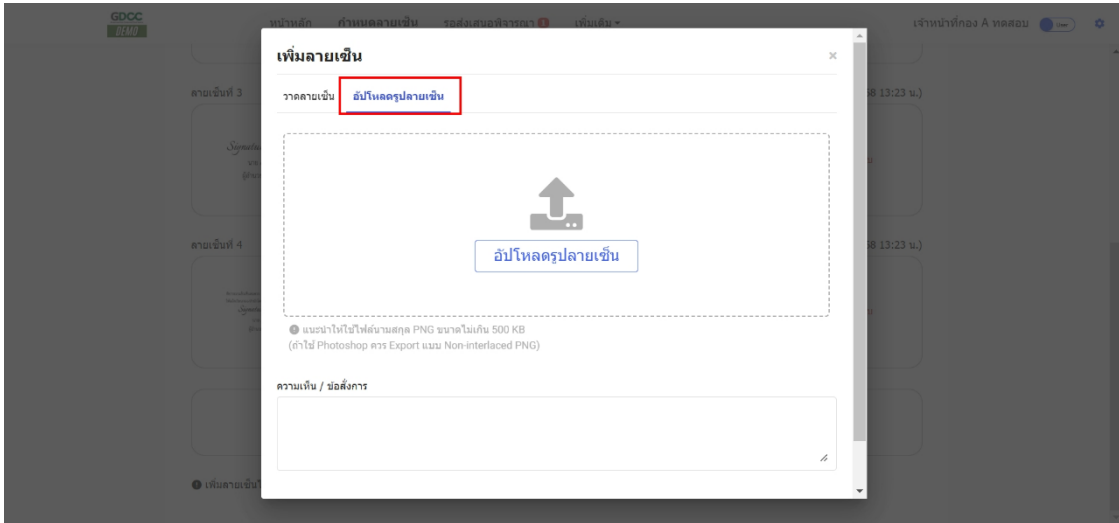 GDCC
DEMO
หน้าหลัก กำหนดลายเซ็น รอส่งเสนอพิจารณา 1 เพิ่มเติม
เจ้าหน้าที่กอง A ทดสอบ User
เพิ่มลายเซ็น ×
วาดลายเซ็น อัปโหลดรูปลายเซ็น
ลายเซ็นที่ 3
58 13:23 น.)
อัปโหลดรูปลายเซ็น
ลายเซ็นที่ 4
58 13:23 น.)
แนะนำให้ใช้ไฟล์นามสกุล PNG ขนาดไม่เกิน 500 KB
(ถ้าใช้ Photoshop ควร Export แบบ Non-interlaced PNG)
ความเห็น / ข้อสั่งการ